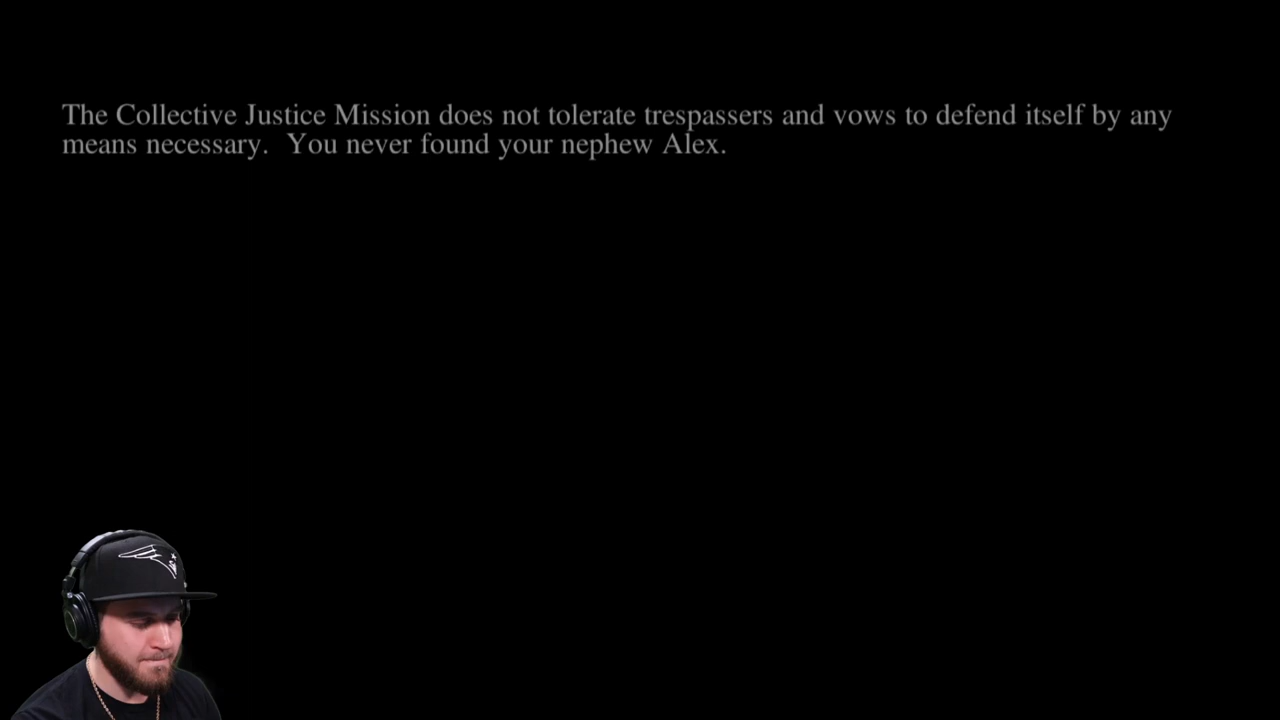 The Collective Justice Mission does not tolerate trespassers and vows to defend itself by any
means necessary.  You never found your nephew Alex.